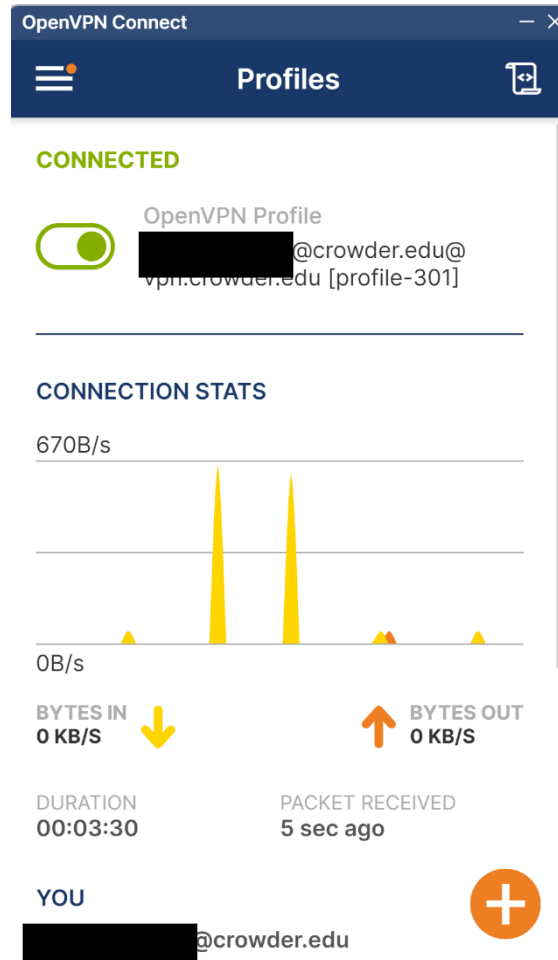 OpenVPN Connect
Profiles
CONNECTED
OpenVPN Profile
@crowder.edu@
vpn.crowder.edu [profile-301]
CONNECTION STATS
670B/s
0B/s
BYTES IN
0 KB/S
BYTES OUT
0 KB/S
DURATION
00:03:30
PACKET RECEIVED
5 sec ago
YOU
@crowder.edu